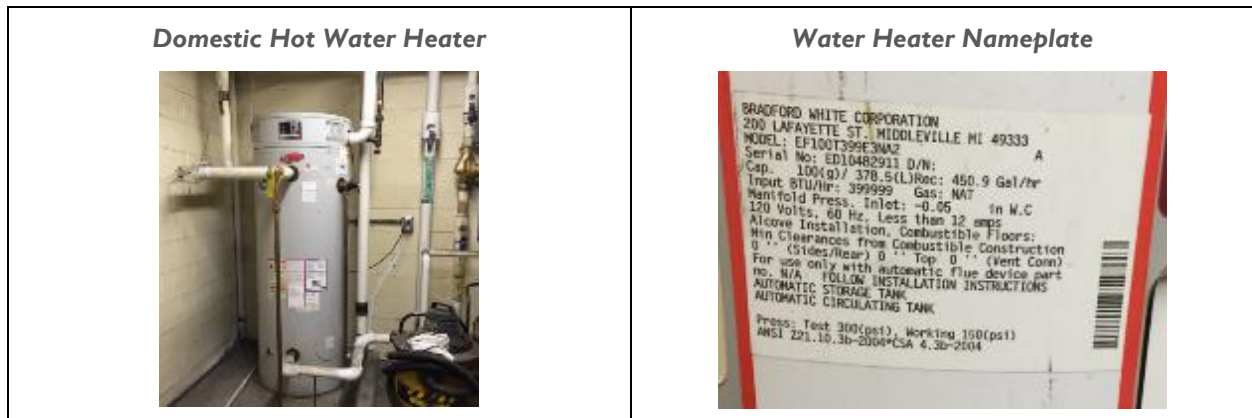 Domestic Hot Water Heater
Water Heater Nameplate
BRADFORD WHITE CORPORATION
200 LAFAYETTE ST. MIDDLEVILLE MI 49333
MODEL: EF100T399E3NA2 A
Serial No: ED10482911 D/N:
Cap. 100(g)/ 378.5(L)Rec: 450.9 Gal/hr
Input BTU/Hr: 399999 Gas: NAT
Manifold Press. Inlet: -0.05 in W.C
120 Volts, 60 Hz, Less than 12 amps
Alcove Installation, Combustible Floors:
Min Clearances from Combustible Construction
0 '' (Sides/Rear) 0 '' Top 0 '' (Vent Conn)
For use only with automatic flue device part
no. N/A FOLLOW INSTALLATION INSTRUCTIONS
AUTOMATIC STORAGE TANK
AUTOMATIC CIRCULATING TANK
Press: Test 300(psi), Working 150(psi)
ANSI Z21.10.3b-2004*CSA 4.3b-2004